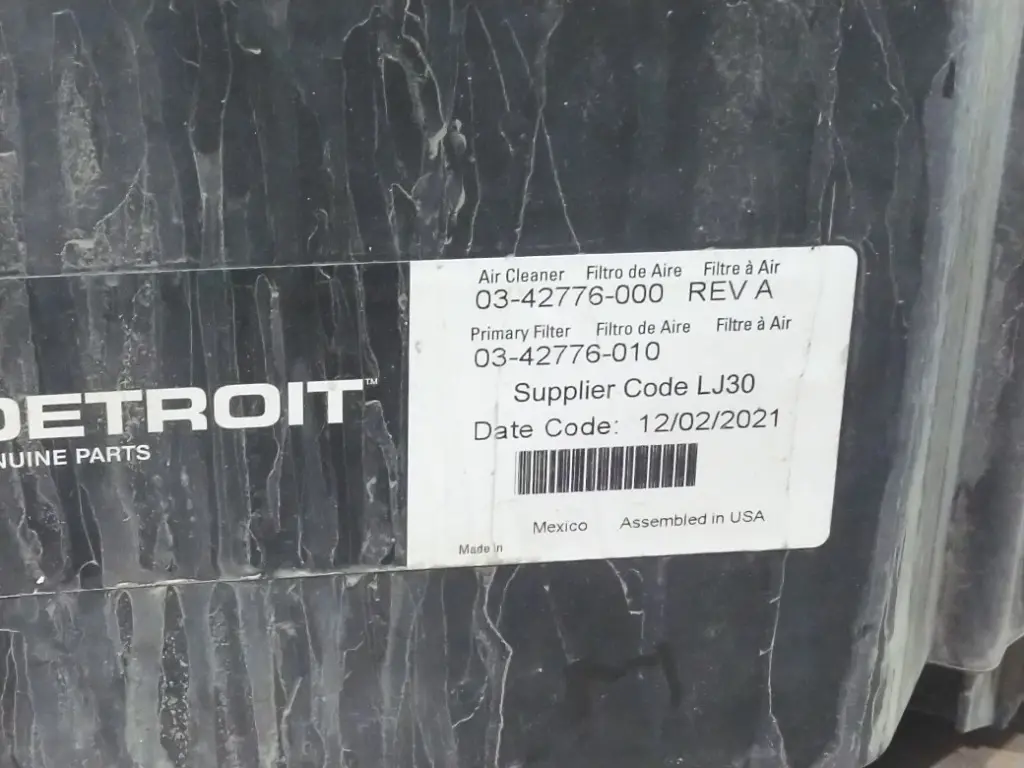 DETROIT™
NUINE PARTS
Air Cleaner Filtro de Aire Filtre à Air
03-42776-000 REV A
Primary Filter Filtro de Aire Filtre à Air
03-42776-010
Supplier Code LJ30
Date Code: 12/02/2021
Mexico Assembled in USA
Made in